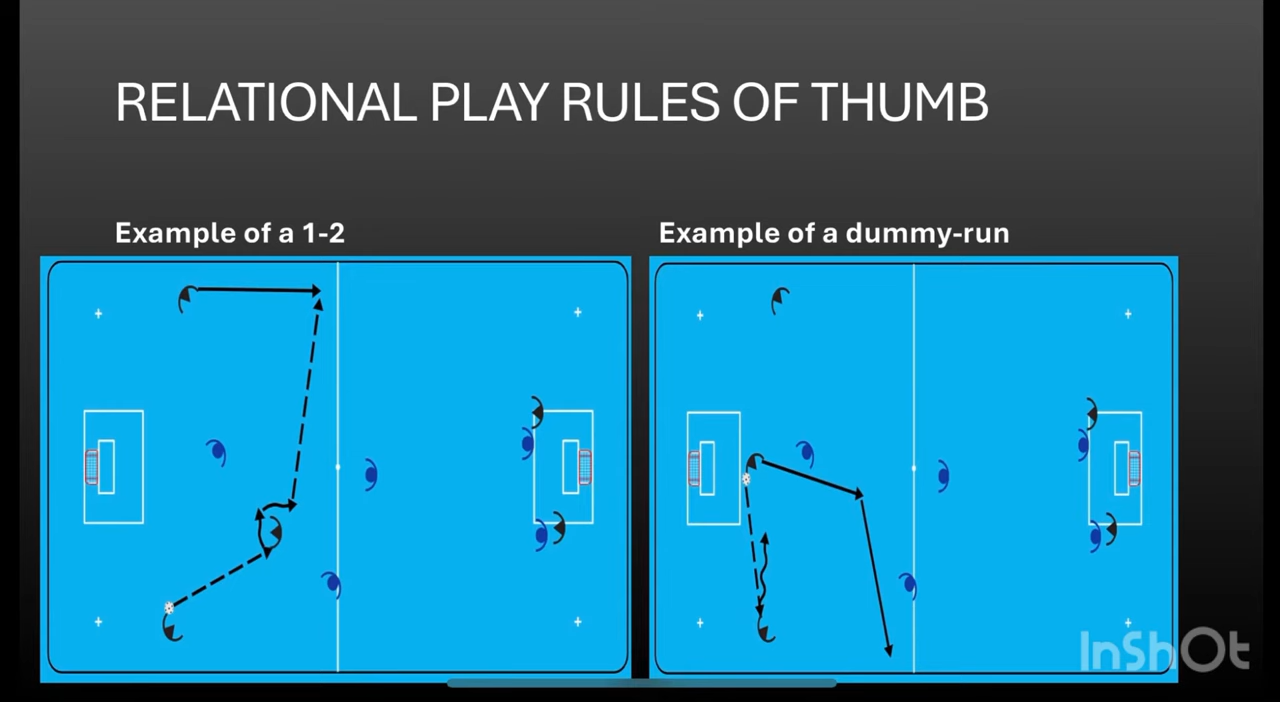 RELATIONAL PLAY RULES OF THUMB
Example of a 1-2
Example of a dummy-run
InShOt